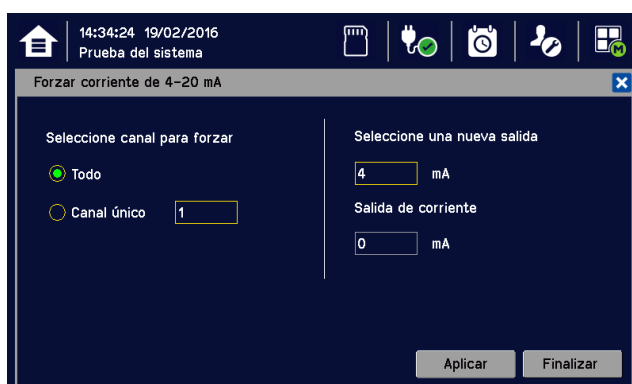 14:34:24 19/02/2016
Prueba del sistema
M
Forzar corriente de 4-20 mA
Seleccione canal para forzar
Todo
Canal único 1
Seleccione una nueva salida
4 mA
Salida de corriente
0 mA
Aplicar Finalizar